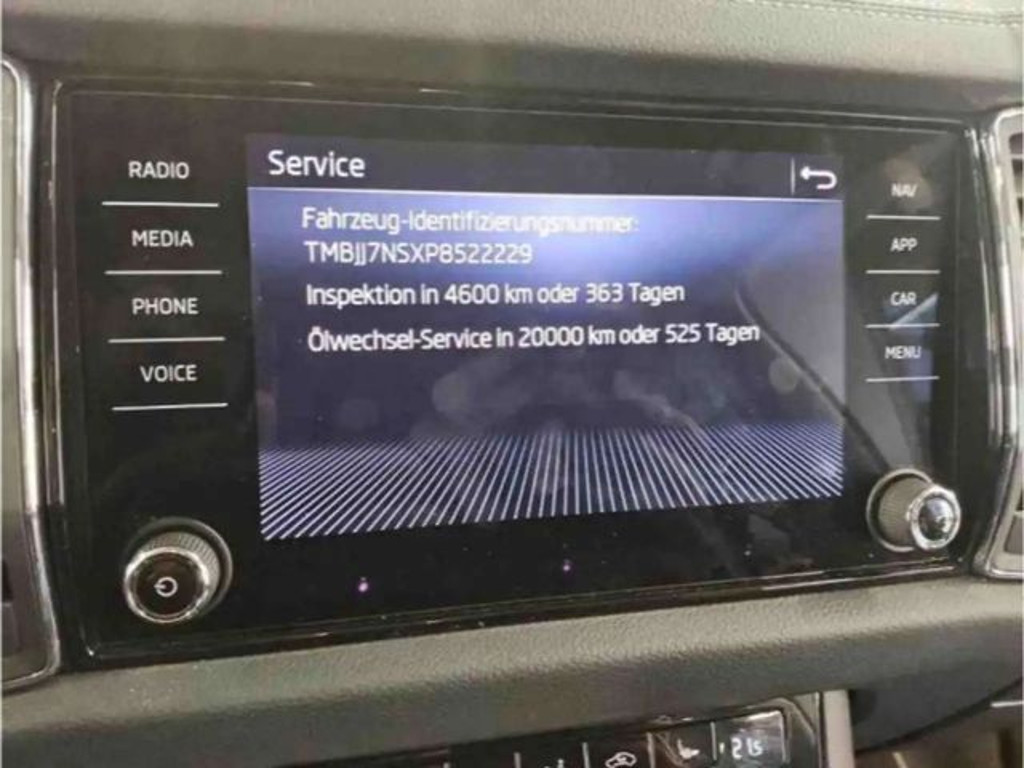 Service
RADIO
MEDIA
PHONE
VOICE
Fahrzeug-Identifizierungsnummer:
TMBJJ7NSXP8522229
Inspektion in 4600 km oder 363 Tagen
Ölwechsel-Service in 20000 km oder 525 Tagen
NAV
APP
CAR
MENU